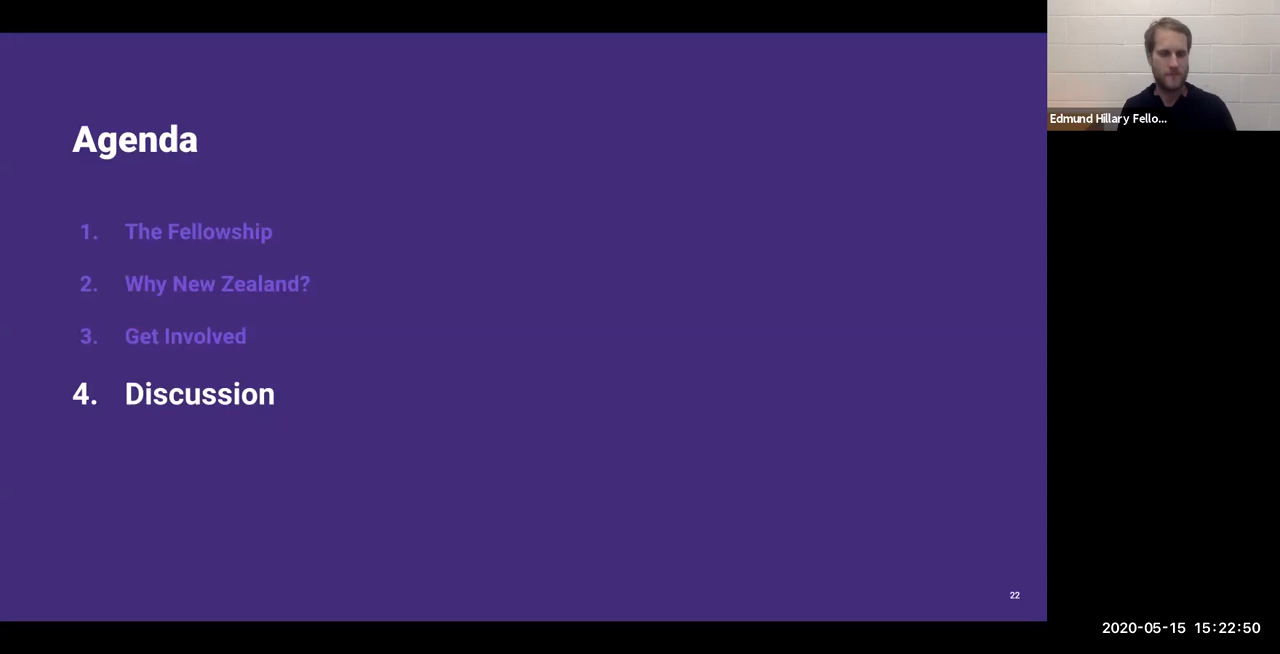 Agenda
1. The Fellowship
2. Why New Zealand?
3. Get Involved
4. Discussion
22
Edmund Hillary Fello...
2020-05-15 15:22:50